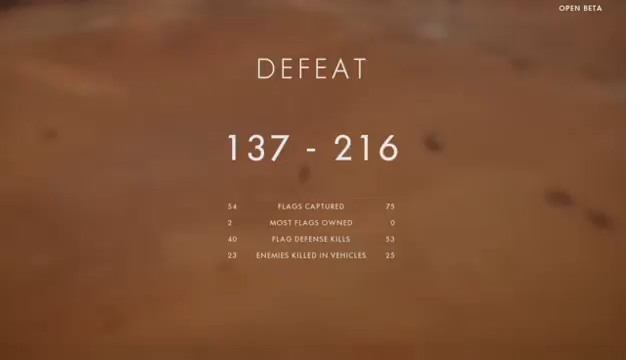 OPEN BETA
DEFEAT
137 - 216
54 FLAGS CAPTURED 75
2 MOST FLAGS OWNED 0
40 FLAG DEFENSE KILLS 53
23 ENEMIES KILLED IN VEHICLES 25